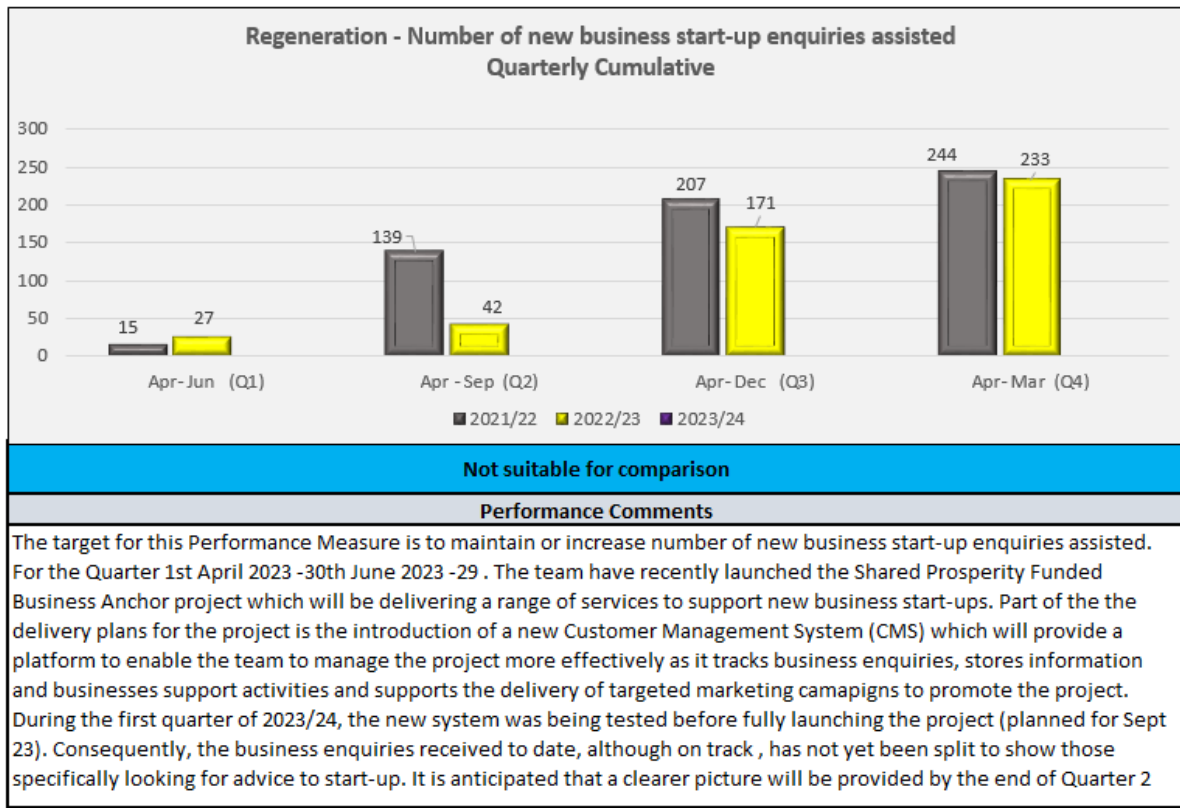 Regeneration - Number of new business start-up enquiries assisted
Quarterly Cumulative
300
250
200
150
100
50
0
15
27
139
42
207
171
244
233
Apr-Jun (Q1)
Apr -Sep (Q2)
Apr-Dec (Q3)
Apr-Mar (Q4)
2021/22
2022/23
2023/24
Not suitable for comparison
Performance Comments
The target for this Performance Measure is to maintain or increase number of new business start-up enquiries assisted.
For the Quarter 1st April 2023 -30th June 2023 -29 . The team have recently launched the Shared Prosperity Funded
Business Anchor project which will be delivering a range of services to support new business start-ups. Part of the the
delivery plans for the project is the introduction of a new Customer Management System (CMS) which will provide a
platform to enable the team to manage the project more effectively as it tracks business enquiries, stores information
and businesses support activities and supports the delivery of targeted marketing camapigns to promote the project.
During the first quarter of 2023/24, the new system was being tested before fully launching the project (planned for Sept
23). Consequently, the business enquiries received to date, although on track , has not yet been split to show those
specifically looking for advice to start-up. It is anticipated that a clearer picture will be provided by the end of Quarter 2